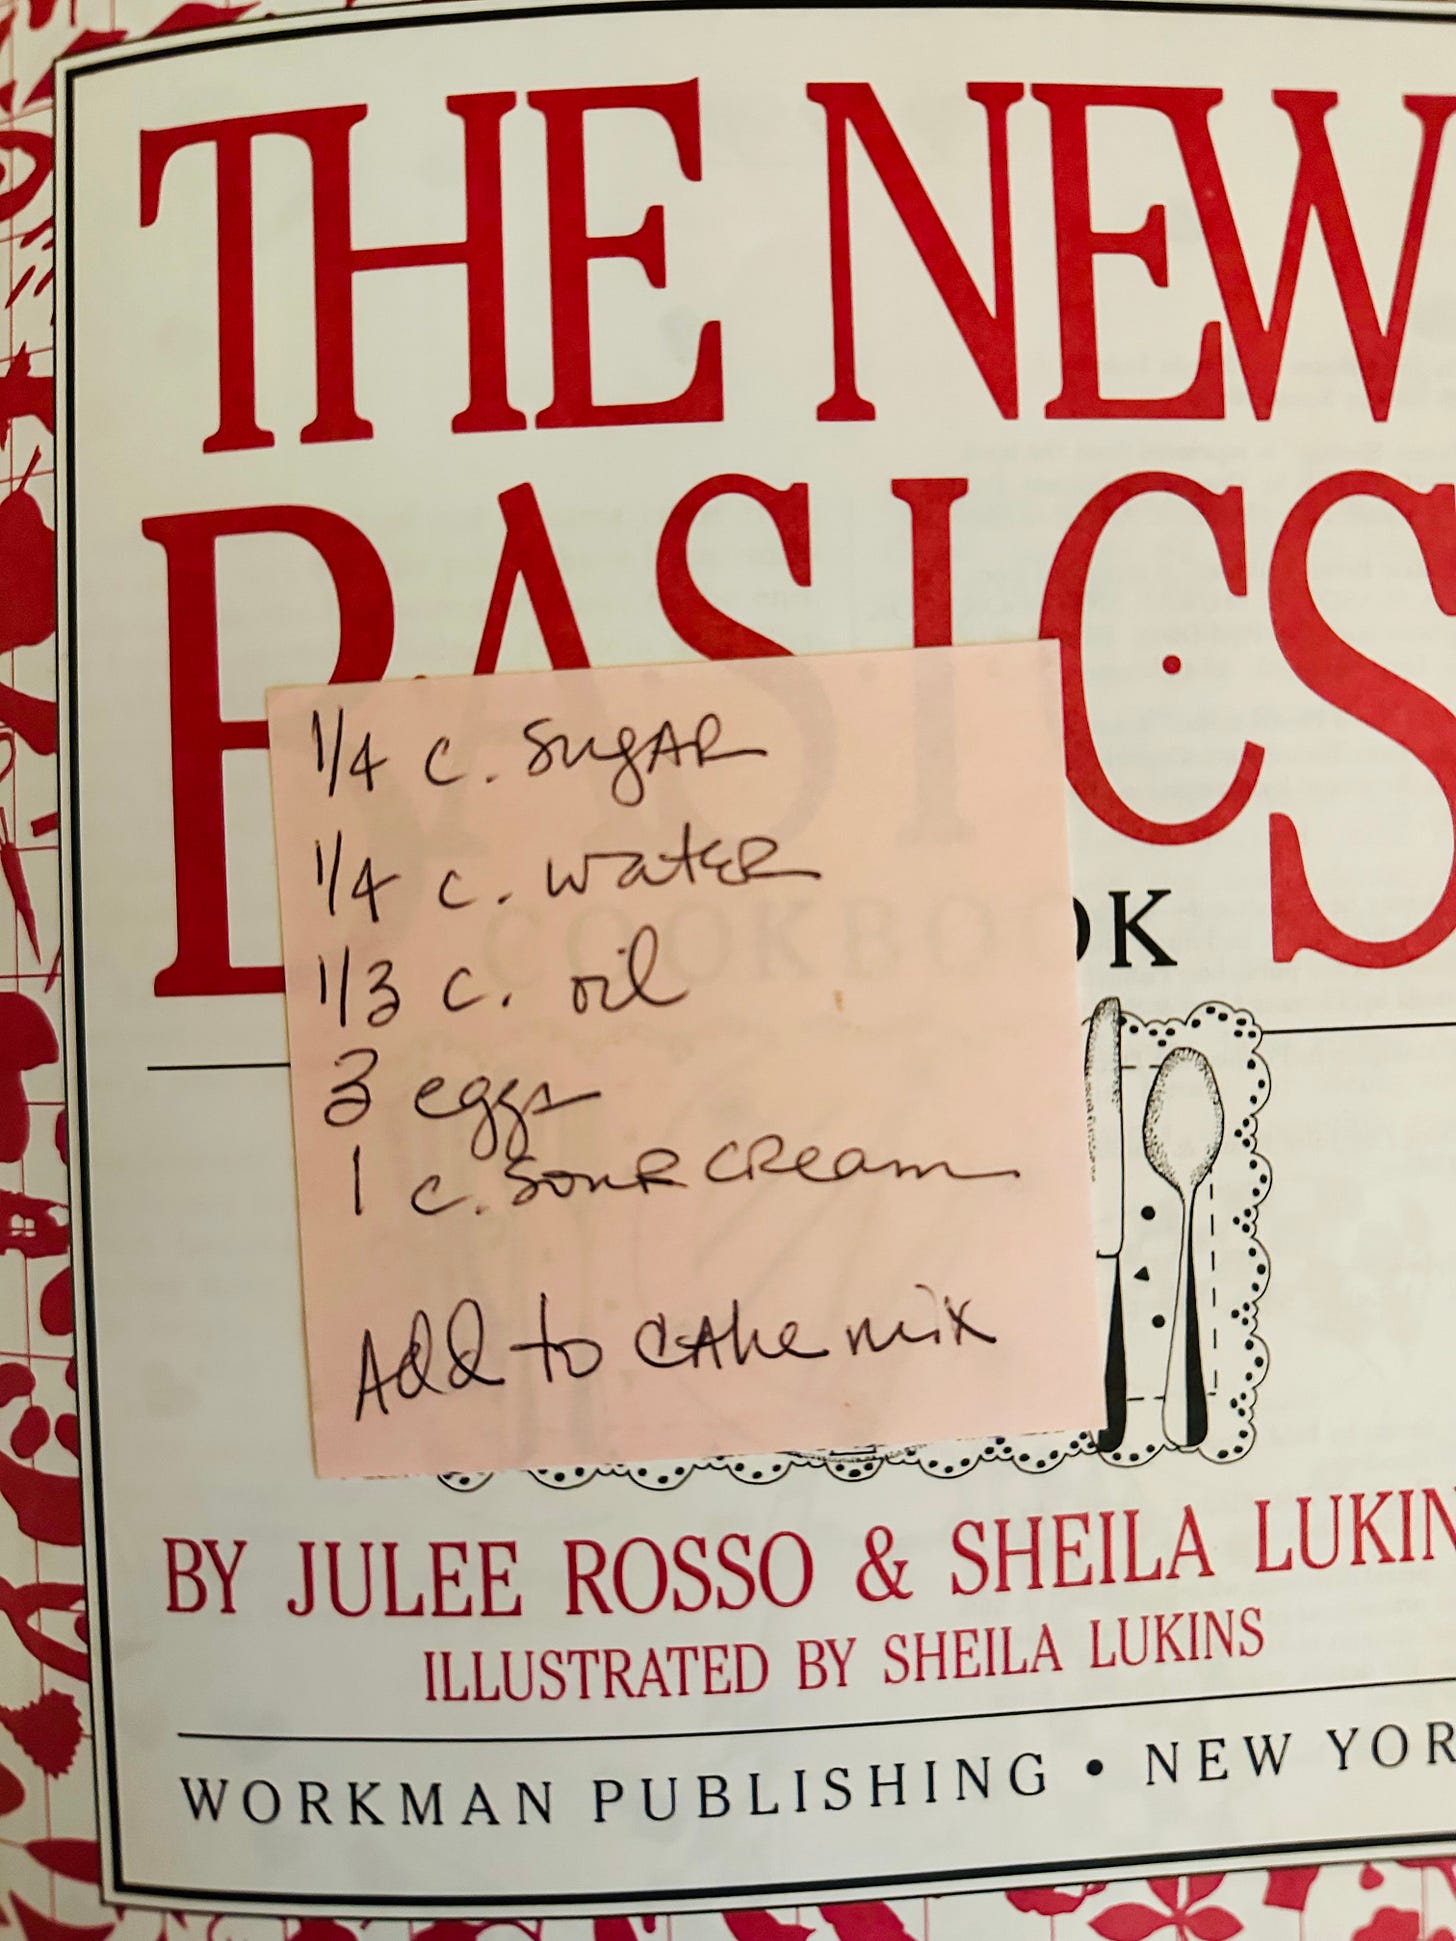 THE NEW
BASICS
COOKBOOK
1/4 c. sugar
1/4 c. water
1/3 c. oil
3 eggs
1 c. sour cream
Add to cake mix
BY JULEE ROSSO & SHEILA LUKIN
ILLUSTRATED BY SHEILA LUKINS
WORKMAN PUBLISHING • NEW YOR